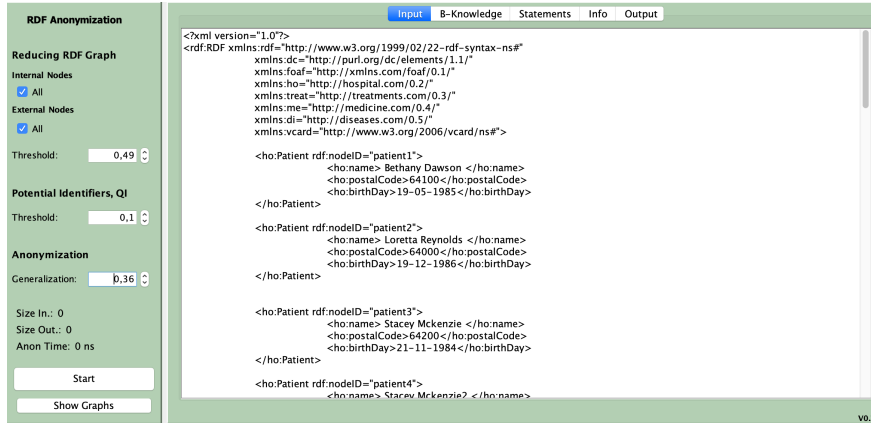 RDF Anonymization
Reducing RDF Graph
Internal Nodes
All
External Nodes
All
Threshold: 0,49
Potential Identifiers, QI
Threshold: 0,1
Anonymization
Generalization: 0,36
Size In.: 0
Size Out.: 0
Anon Time: 0 ns
Start
Show Graphs
Input B-Knowledge Statements Info Output
<?xml version="1.0"?>
<rdf:RDF xmlns:rdf="http://www.w3.org/1999/02/22-rdf-syntax-ns#"
xmlns:dc="http://purl.org/dc/elements/1.1/"
xmlns:foaf="http://xmlns.com/foaf/0.1/"
xmlns:ho="http://hospital.com/0.2/"
xmlns:treat="http://treatments.com/0.3/"
xmlns:me="http://medicine.com/0.4/"
xmlns:di="http://diseases.com/0.5/"
xmlns:vcard="http://www.w3.org/2006/vcard/ns#">
<ho:Patient rdf:nodeID="patient1">
<ho:name> Bethany Dawson </ho:name>
<ho:postalCode>64100</ho:postalCode>
<ho:birthDay>19-05-1985</ho:birthDay>
</ho:Patient>
<ho:Patient rdf:nodeID="patient2">
<ho:name> Loretta Reynolds </ho:name>
<ho:postalCode>64000</ho:postalCode>
<ho:birthDay>19-12-1986</ho:birthDay>
</ho:Patient>
<ho:Patient rdf:nodeID="patient3">
<ho:name> Stacey Mckenzie </ho:name>
<ho:postalCode>64200</ho:postalCode>
<ho:birthDay>21-11-1984</ho:birthDay>
</ho:Patient>
<ho:Patient rdf:nodeID="patient4">
<ho:name> Stacey Mckenzie2 </ho:name>
V0.